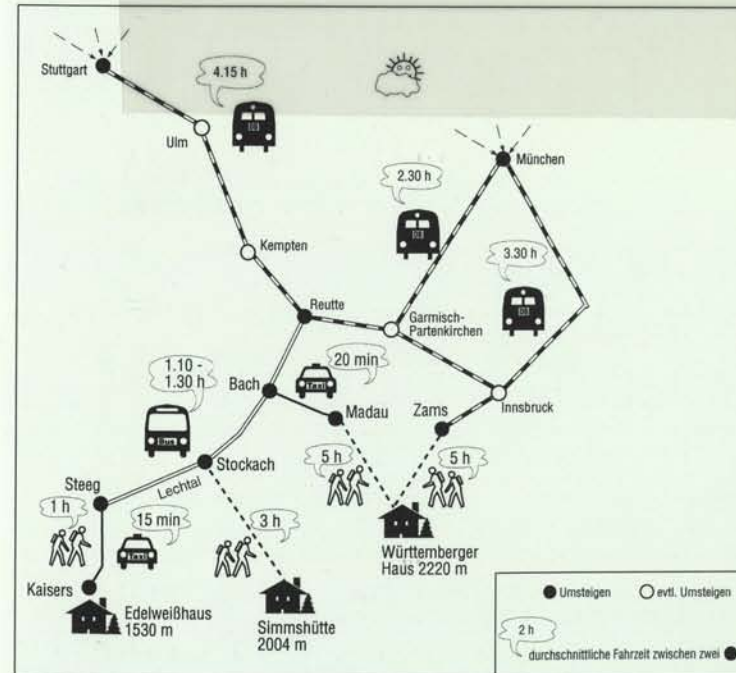 Stuttgart
4.15 h
Ulm
München
2.30 h
Kempten
3.30 h
Reutte
Garmisch-
Partenkirchen
1.10 -
1.30 h
20 min
Bach
Taxi
Madau
Zams
Innsbruck
Bus
Stockach
5 h
5 h
Steeg
Lechtal
1 h
15 min
3 h
Taxi
Württemberger
Haus 2220 m
Kaisers
Edelweißhaus
1530 m
Simmshütte
2004 m
Umsteigen
evtl. Umsteigen
2 h
durchschnittliche Fahrzeit zwischen zwei